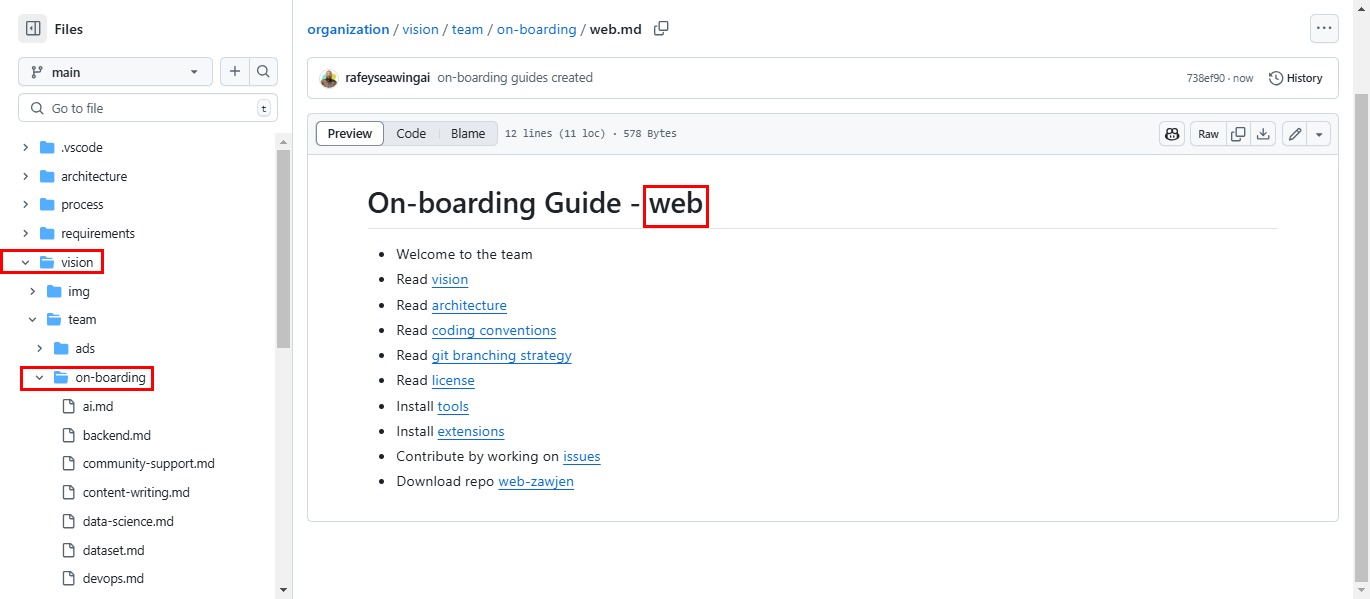 Files
main
Go to file
t
.vscode
architecture
process
requirements
vision
img
team
ads
on-boarding
ai.md
backend.md
community-support.md
content-writing.md
data-science.md
dataset.md
devops.md
organization / vision / team / on-boarding / web.md
rafeyseawingai on-boarding guides created
738ef90 · now
History
Preview
Code
Blame
12 lines (11 loc) · 578 Bytes
Raw
On-boarding Guide - web
• Welcome to the team
• Read vision
• Read architecture
• Read coding conventions
• Read git branching strategy
• Read license
• Install tools
• Install extensions
• Contribute by working on issues
• Download repo web-zawjen